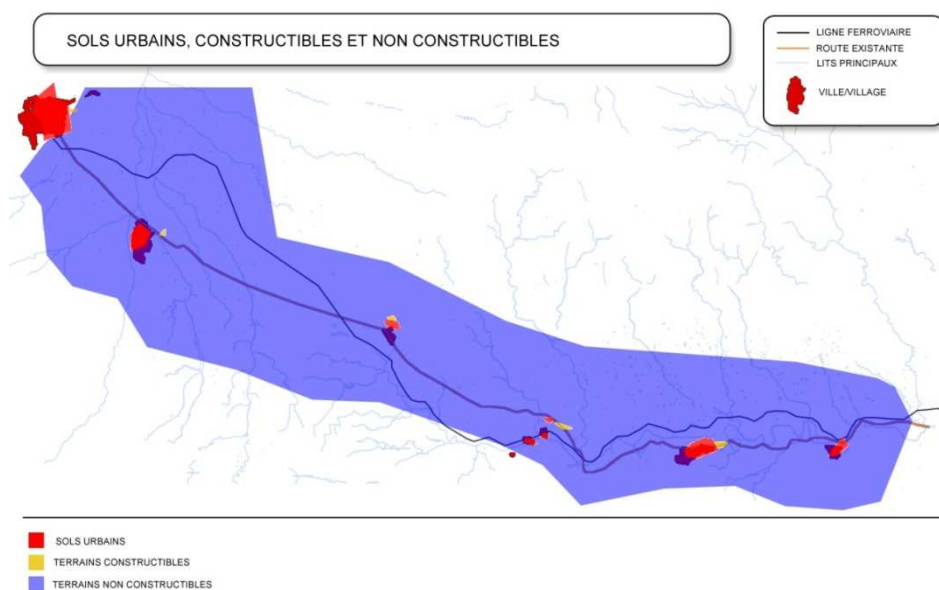 SOLS URBAINS, CONSTRUCTIBLES ET NON CONSTRUCTIBLES
LIGNE FERROVIAIRE
ROUTE EXISTANTE
LITS PRINCIPAUX
VILLE/VILLAGE
SOLS URBAINS
TERRAINS CONSTRUCTIBLES
TERRAINS NON CONSTRUCTIBLES